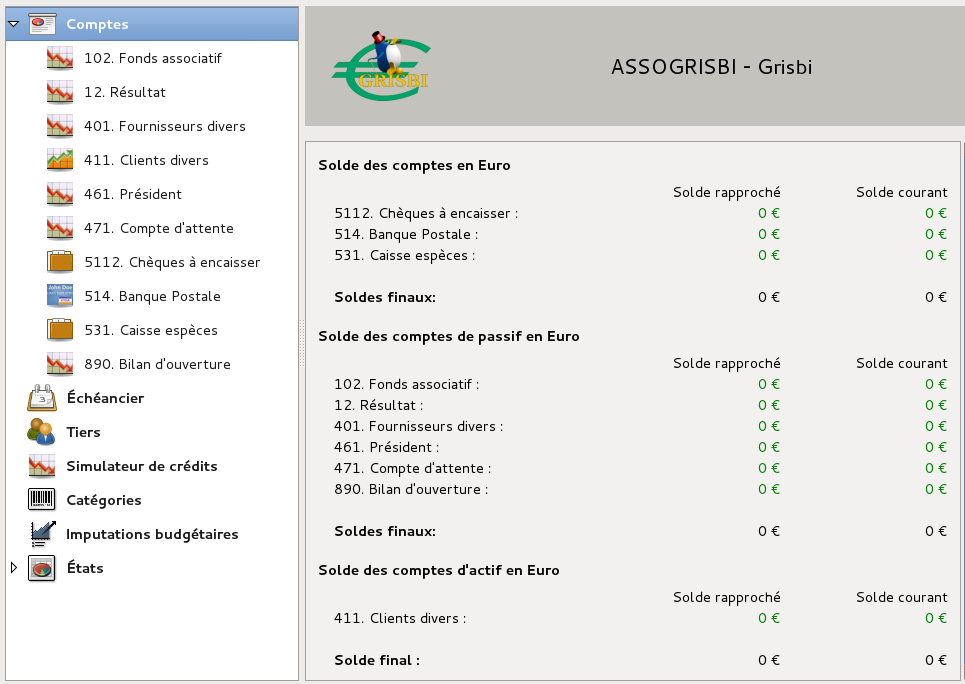 Comptes
102. Fonds associatif
12. Résultat
401. Fournisseurs divers
411. Clients divers
461. Président
471. Compte d'attente
5112. Chèques à encaisser
514. Banque Postale
531. Caisse espèces
890. Bilan d'ouverture
Échéancier
Tiers
Simulateur de crédits
Catégories
Imputations budgétaires
États
GRISBI
ASSOGRISBI - Grisbi
Solde des comptes en Euro
Solde rapproché Solde courant
5112. Chèques à encaisser : 0 € 0 €
514. Banque Postale : 0 € 0 €
531. Caisse espèces : 0 € 0 €
Soldes finaux: 0 € 0 €
Solde des comptes de passif en Euro
Solde rapproché Solde courant
102. Fonds associatif : 0 € 0 €
12. Résultat : 0 € 0 €
401. Fournisseurs divers : 0 € 0 €
461. Président : 0 € 0 €
471. Compte d'attente : 0 € 0 €
890. Bilan d'ouverture : 0 € 0 €
Soldes finaux: 0 € 0 €
Solde des comptes d'actif en Euro
Solde rapproché Solde courant
411. Clients divers : 0 € 0 €
Solde final : 0 € 0 €